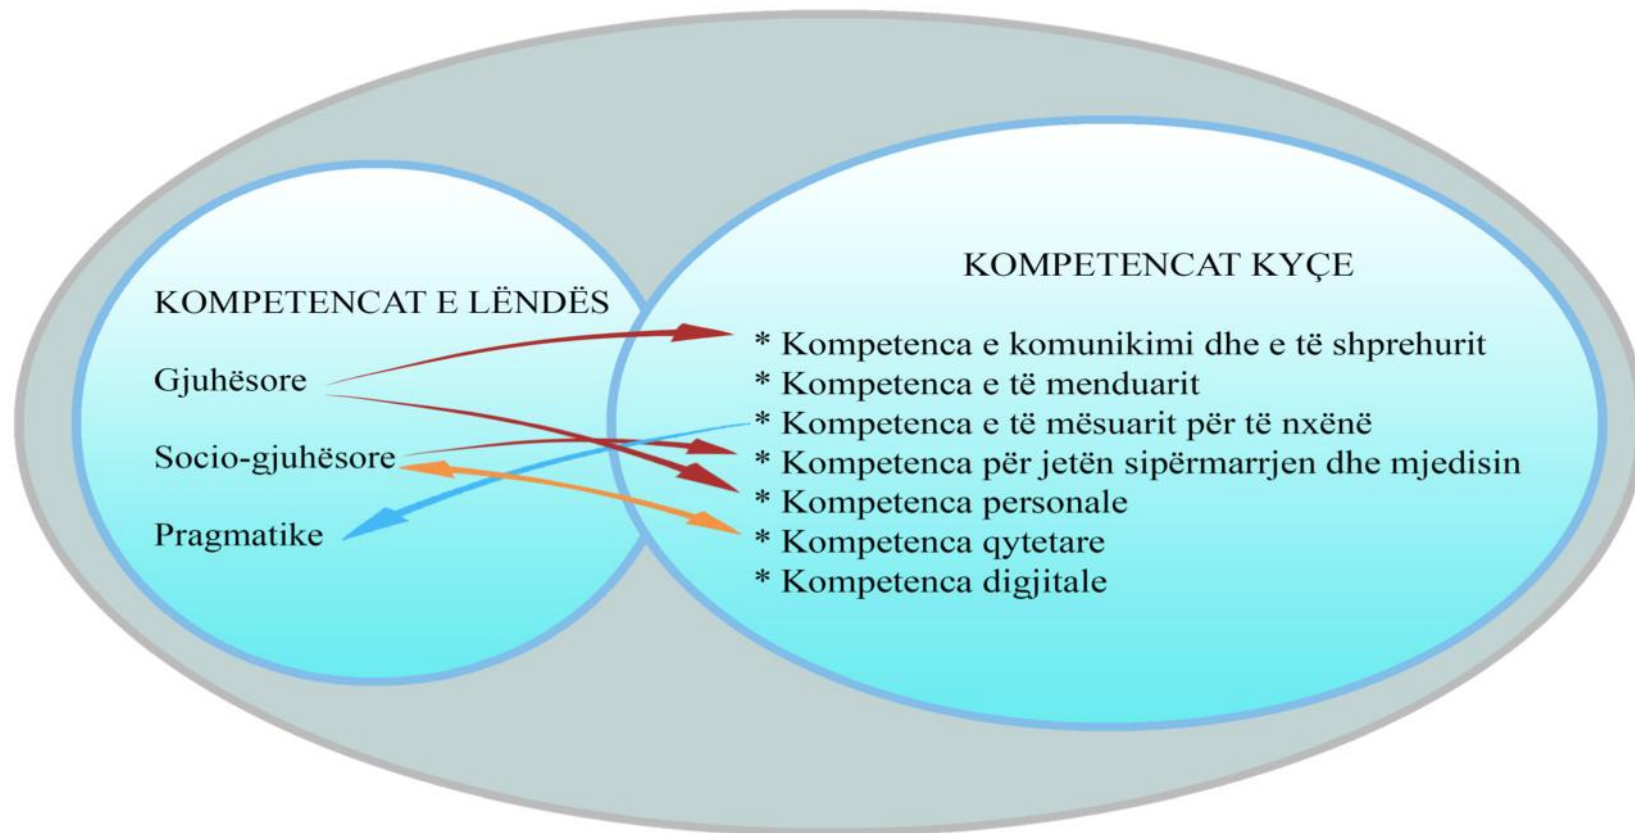 KOMPETENCAT E LËNDËS
Gjuhësore
Socio-gjuhësore
Pragmatike
KOMPETENCAT KYÇE
* Kompetenca e komunikimi dhe e të shprehurit
* Kompetenca e të menduarit
* Kompetenca e të mësuarit për të nxënë
* Kompetenca për jetën sipërmarrjen dhe mjedisin
* Kompetenca personale
* Kompetenca qytetare
* Kompetenca digjitale